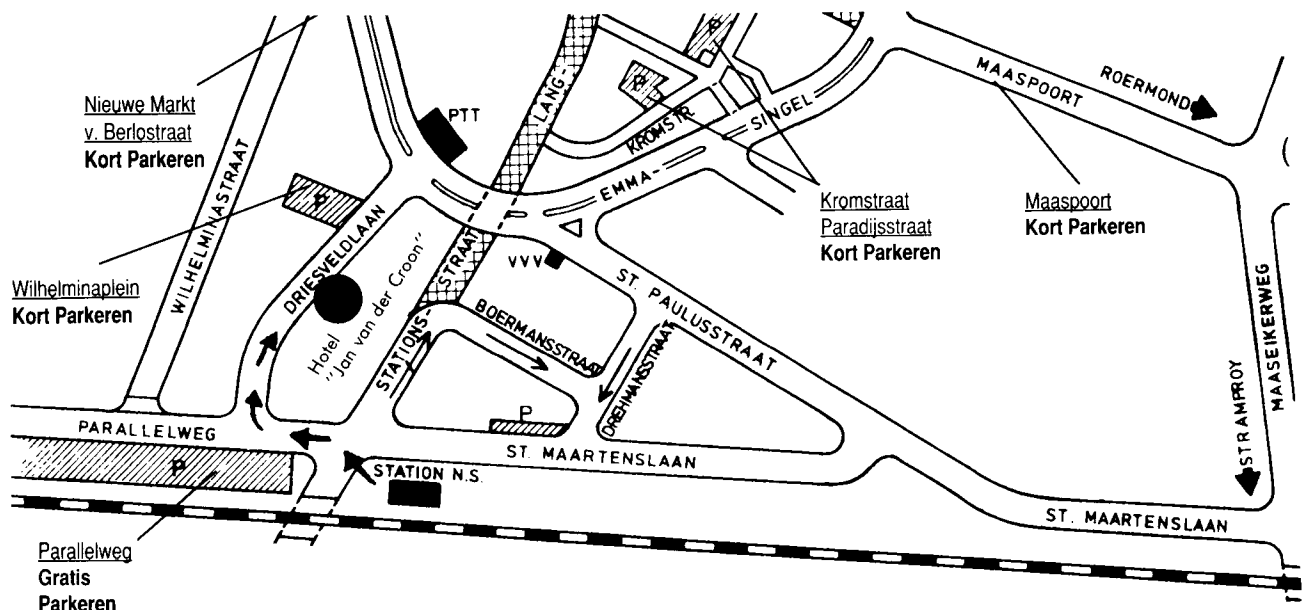 Nieuwe Markt
v. Berlostraat
Kort Parkeren
WILHELMINASTRAAT
PTT
LANG-
STRAAT
P
P
KROMSTR.
EMMA-
SINGEL
MAASPOORT
ROERMOND
Kromstraat
Paradijsstraat
Kort Parkeren
Maaspoort
Kort Parkeren
P
Wilhelminaplein
Kort Parkeren
DRIESVELDLAAN
Hotel
"Jan van der Croon"
STATIONS-
VVV
BOERMANSSTRAAT
ST. PAULUSSTRAAT
DREHMANSSTRAAT
P
MAASEIKERWEG
STRAMPROY
PARALLELWEG
P
STATION N.S.
ST. MAARTENSLAAN
ST. MAARTENSLAAN
Parallelweg
Gratis
Parkeren